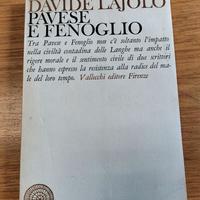 DAVIDE LAJOLO
PAVESE
E FENOGLIO
Tra Pavese e Fenoglio non c'è soltanto l'impatto
nella civiltà contadina delle Langhe ma anche il
rigore morale e il sentimento civile di due scrittori
che hanno espresso la resistenza alla radice del ma-
le del loro tempo. Vallecchi editore Firenze